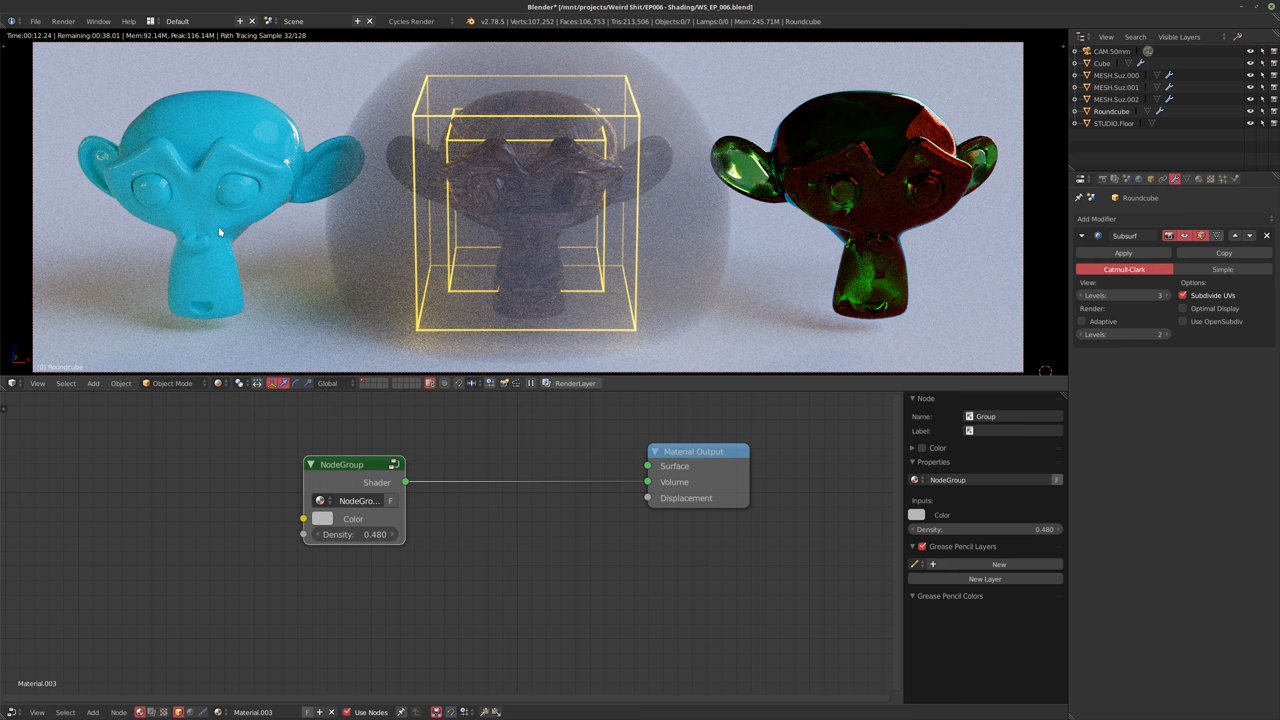 Blender* [/mnt/projects/Weird Shit/EP006 - Shading/WS_EP_006.blend]
File Render Window Help Default Scene Cycles Render v2.78.5 | Verts:107,252 | Faces:106,753 | Tris:213,506 | Objects:0/7 | Lamps:0/0 | Mem:245.71M | Roundcube
Time:00:12.24 | Remaining:00:38.01 | Mem:92.14M, Peak:116.14M | Path Tracing Sample 32/128
View Search Visible Layers
CAM.50mm
Cube
MESH.Suz.000
MESH.Suz.001
MESH.Suz.002
Roundcube
STUDIO.Floor
Roundcube
Add Modifier
Subsurf
Apply Copy
Catmull-Clark Simple
View: Options:
Levels: 3 Subdivide UVs
Render: Optimal Display
Adaptive Use OpenSubdiv
Levels: 2
(0) Roundcube
View Select Add Object Object Mode Global RenderLayer
NodeGroup
Shader
NodeGro... F
Color
Density: 0.480
Material Output
Surface
Volume
Displacement
Node
Name: Group
Label:
Color
Properties
NodeGroup F
Inputs:
Color
Density: 0.480
Grease Pencil Layers
New
New Layer
Grease Pencil Colors
Material.003
View Select Add Node Material.003 F Use Nodes